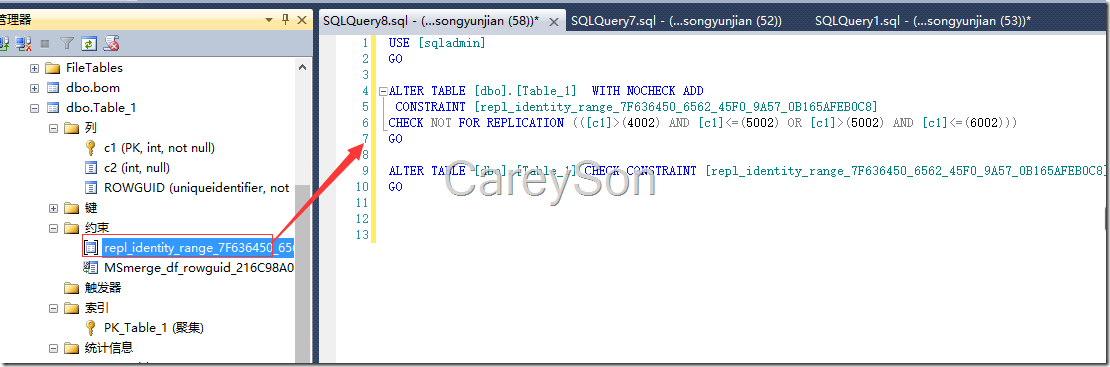 管理器
SQLQuery8.sql - (...songyunjian (58))*
SQLQuery7.sql - (...songyunjian (52))
SQLQuery1.sql - (...songyunjian (53))*
FileTables
dbo.bom
dbo.Table_1
列
c1 (PK, int, not null)
c2 (int, not null)
ROWGUID (uniqueidentifier, not
键
约束
repl_identity_range_7F636450_656
MSmerge_df_rowguid_216C98A0
触发器
索引
PK_Table_1 (聚集)
统计信息
1 USE [sqladmin]
2 GO
3
4 ALTER TABLE [dbo].[Table_1]  WITH NOCHECK ADD
5 CONSTRAINT [repl_identity_range_7F636450_6562_45F0_9A57_0B165AFEB0C8]
6 CHECK NOT FOR REPLICATION (([c1]>(4002) AND [c1]<=(5002) OR [c1]>(5002) AND [c1]<=(6002)))
7 GO
8
9 ALTER TABLE [dbo].[Table_1] CHECK CONSTRAINT [repl_identity_range_7F636450_6562_45F0_9A57_0B165AFEB0C8]
10 GO
11
12
13
CareySon